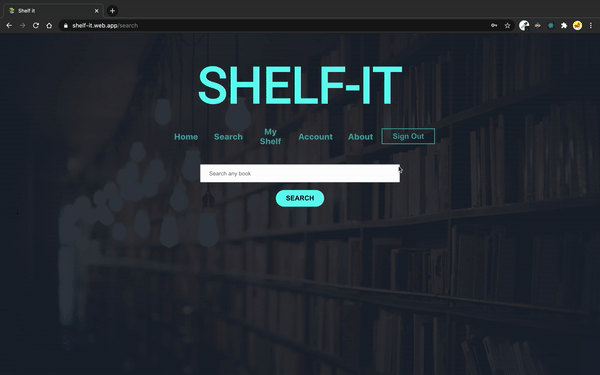 Shelf it
shelf-it.web.app/search
SHELF-IT
Home
Search
My
Shelf
Account
About
Sign Out
Search any book
SEARCH